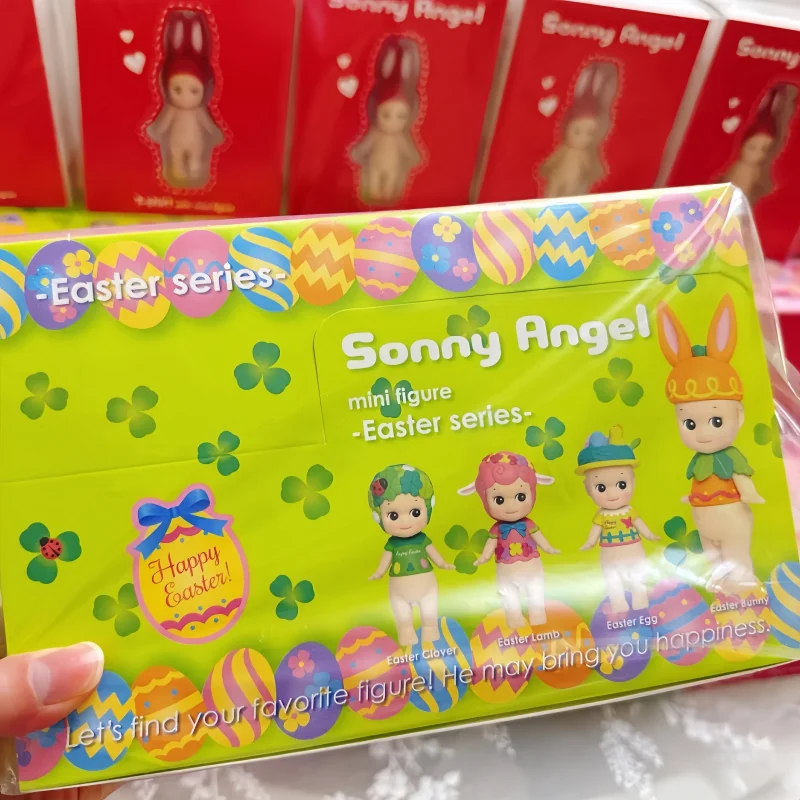 Sonny Angel
Sonny Angel
Sonny
-Easter series-
Sonny Angel
mini figure
-Easter series-
Happy
Easter!
Easter Clover
Easter Lamb
Easter Egg
Easter Bunny
Let's find your favorite figure! He may bring you happiness.